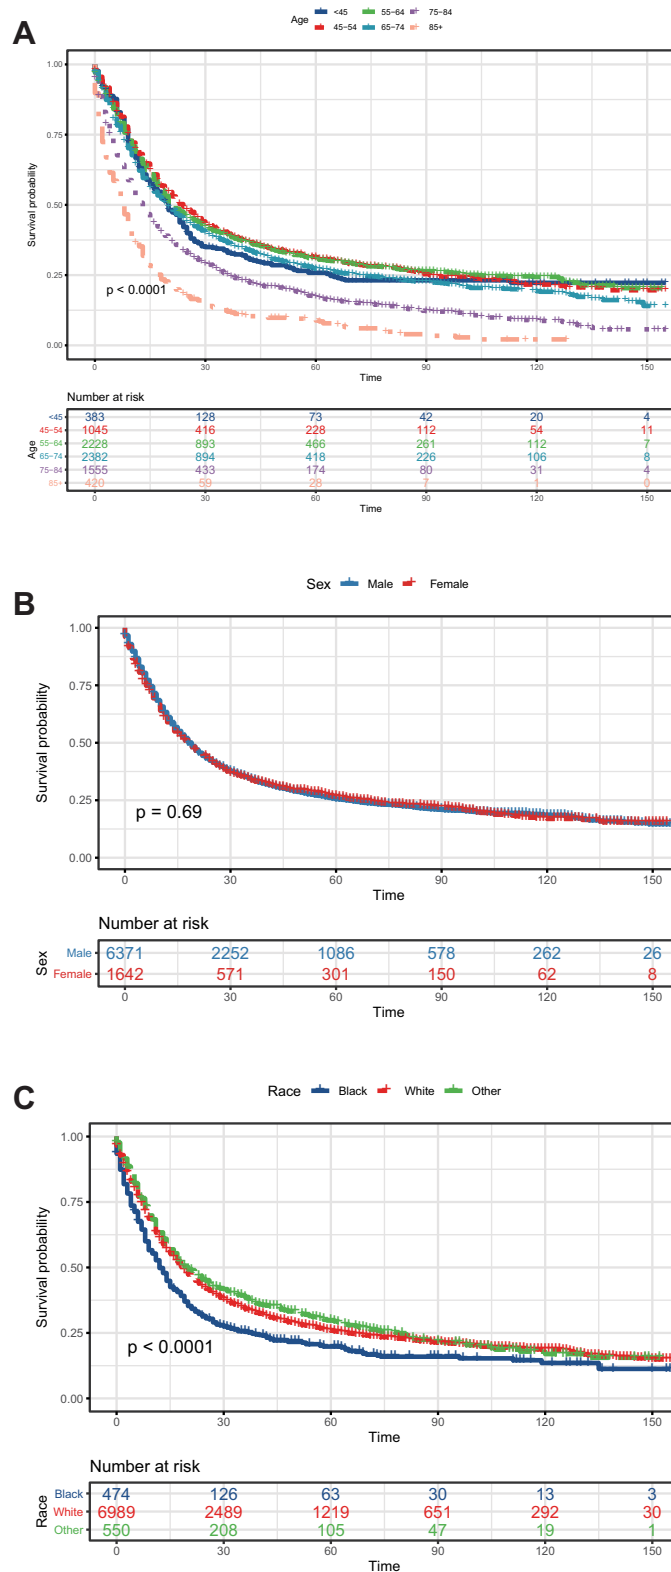 A
Age <45 55−64 75−84
45−54 65−74 85+
1.00
0.75
0.50
0.25
0.00
Survival probability
p < 0.0001
0 30 60 90 120 150
Time
Number at risk
Age
<45 383 128 73 42 20 4
45−54 1045 416 228 112 54 11
55−64 2228 893 466 261 112 7
65−74 2382 894 418 226 106 8
75−84 1555 433 174 80 31 4
85+ 420 59 28 7 1 0
0 30 60 90 120 150
Time
B
Sex Male Female
1.00
0.75
0.50
0.25
0.00
Survival probability
p = 0.69
0 30 60 90 120 150
Time
Number at risk
Sex
Male 6371 2252 1086 578 262 26
Female 1642 571 301 150 62 8
0 30 60 90 120 150
Time
C
Race Black White Other
1.00
0.75
0.50
0.25
0.00
Survival probability
p < 0.0001
0 30 60 90 120 150
Time
Number at risk
Race
Black 474 126 63 30 13 3
White 6989 2489 1219 651 292 30
Other 550 208 105 47 19 1
0 30 60 90 120 150
Time